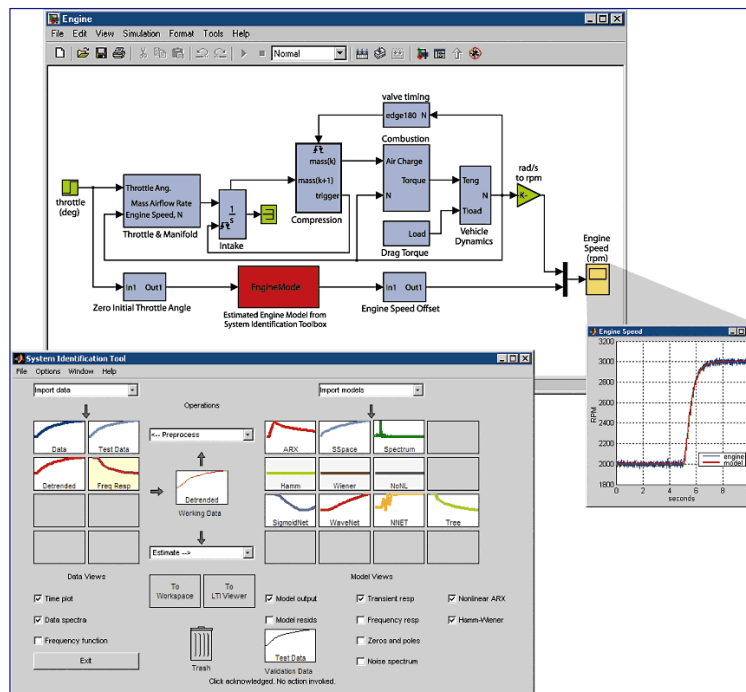 Engine
File Edit View Simulation Format Tools Help
Normal
valve timing
edge180 N
Combustion
mass(k)
Air Charge
rad/s
to rpm
throttle
(deg)
Throttle Ang.
Mass Airflow Rate
Engine Speed, N
Throttle & Manifold
1
s
Intake
mass(k+1)
trigger
Compression
Torque
N
Teng
N
Tload
Vehicle
Dynamics
K-
Load
Drag Torque
Engine
Speed
(rpm)
In1 Out1
Zero Initial Throttle Angle
EngineModel
Estimated Engine Model from
System Identification Toolbox
In1 Out1
Engine Speed Offset
Engine Speed
3200
3000
2800
2600
2400
2200
2000
1800
RPM
0 2 4 6 8
seconds
engine
model
System Identification Tool
File Options Window Help
Import data
Import models
Operations:
<-- Preprocess
Data
Test Data
ARX
SSpace
Spectrum
Detrended
Freq Resp
Detrended
Working Data
Hamm
Wiener
NoNL
SigmoidNet
WaveNet
NNET
Tree
Estimate -->
Data Views
To
Workspace
To
LTI Viewer
Model Views
Time plot
Data spectra
Frequency function
Model output
Model resids
Transient resp
Frequency resp
Zeros and poles
Noise spectrum
Nonlinear ARX
Hamm-Wiener
Exit
Trash
Test Data
Validation Data
Click acknowledged. No action invoked.